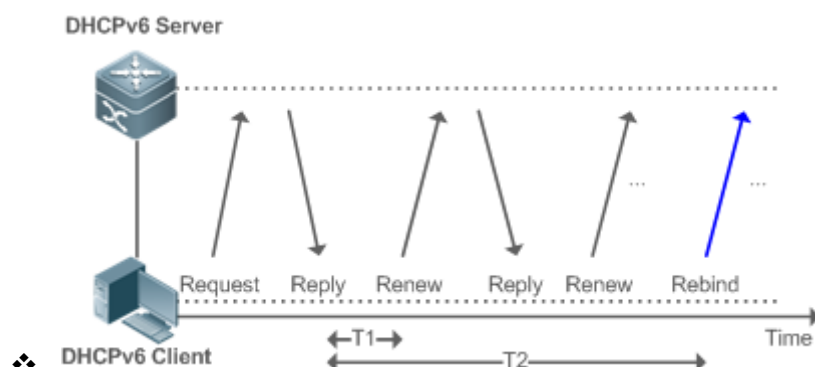 DHCPv6 Server
... ...
Request Reply Renew Reply Renew Rebind
T1 Time
DHCPv6 Client T2